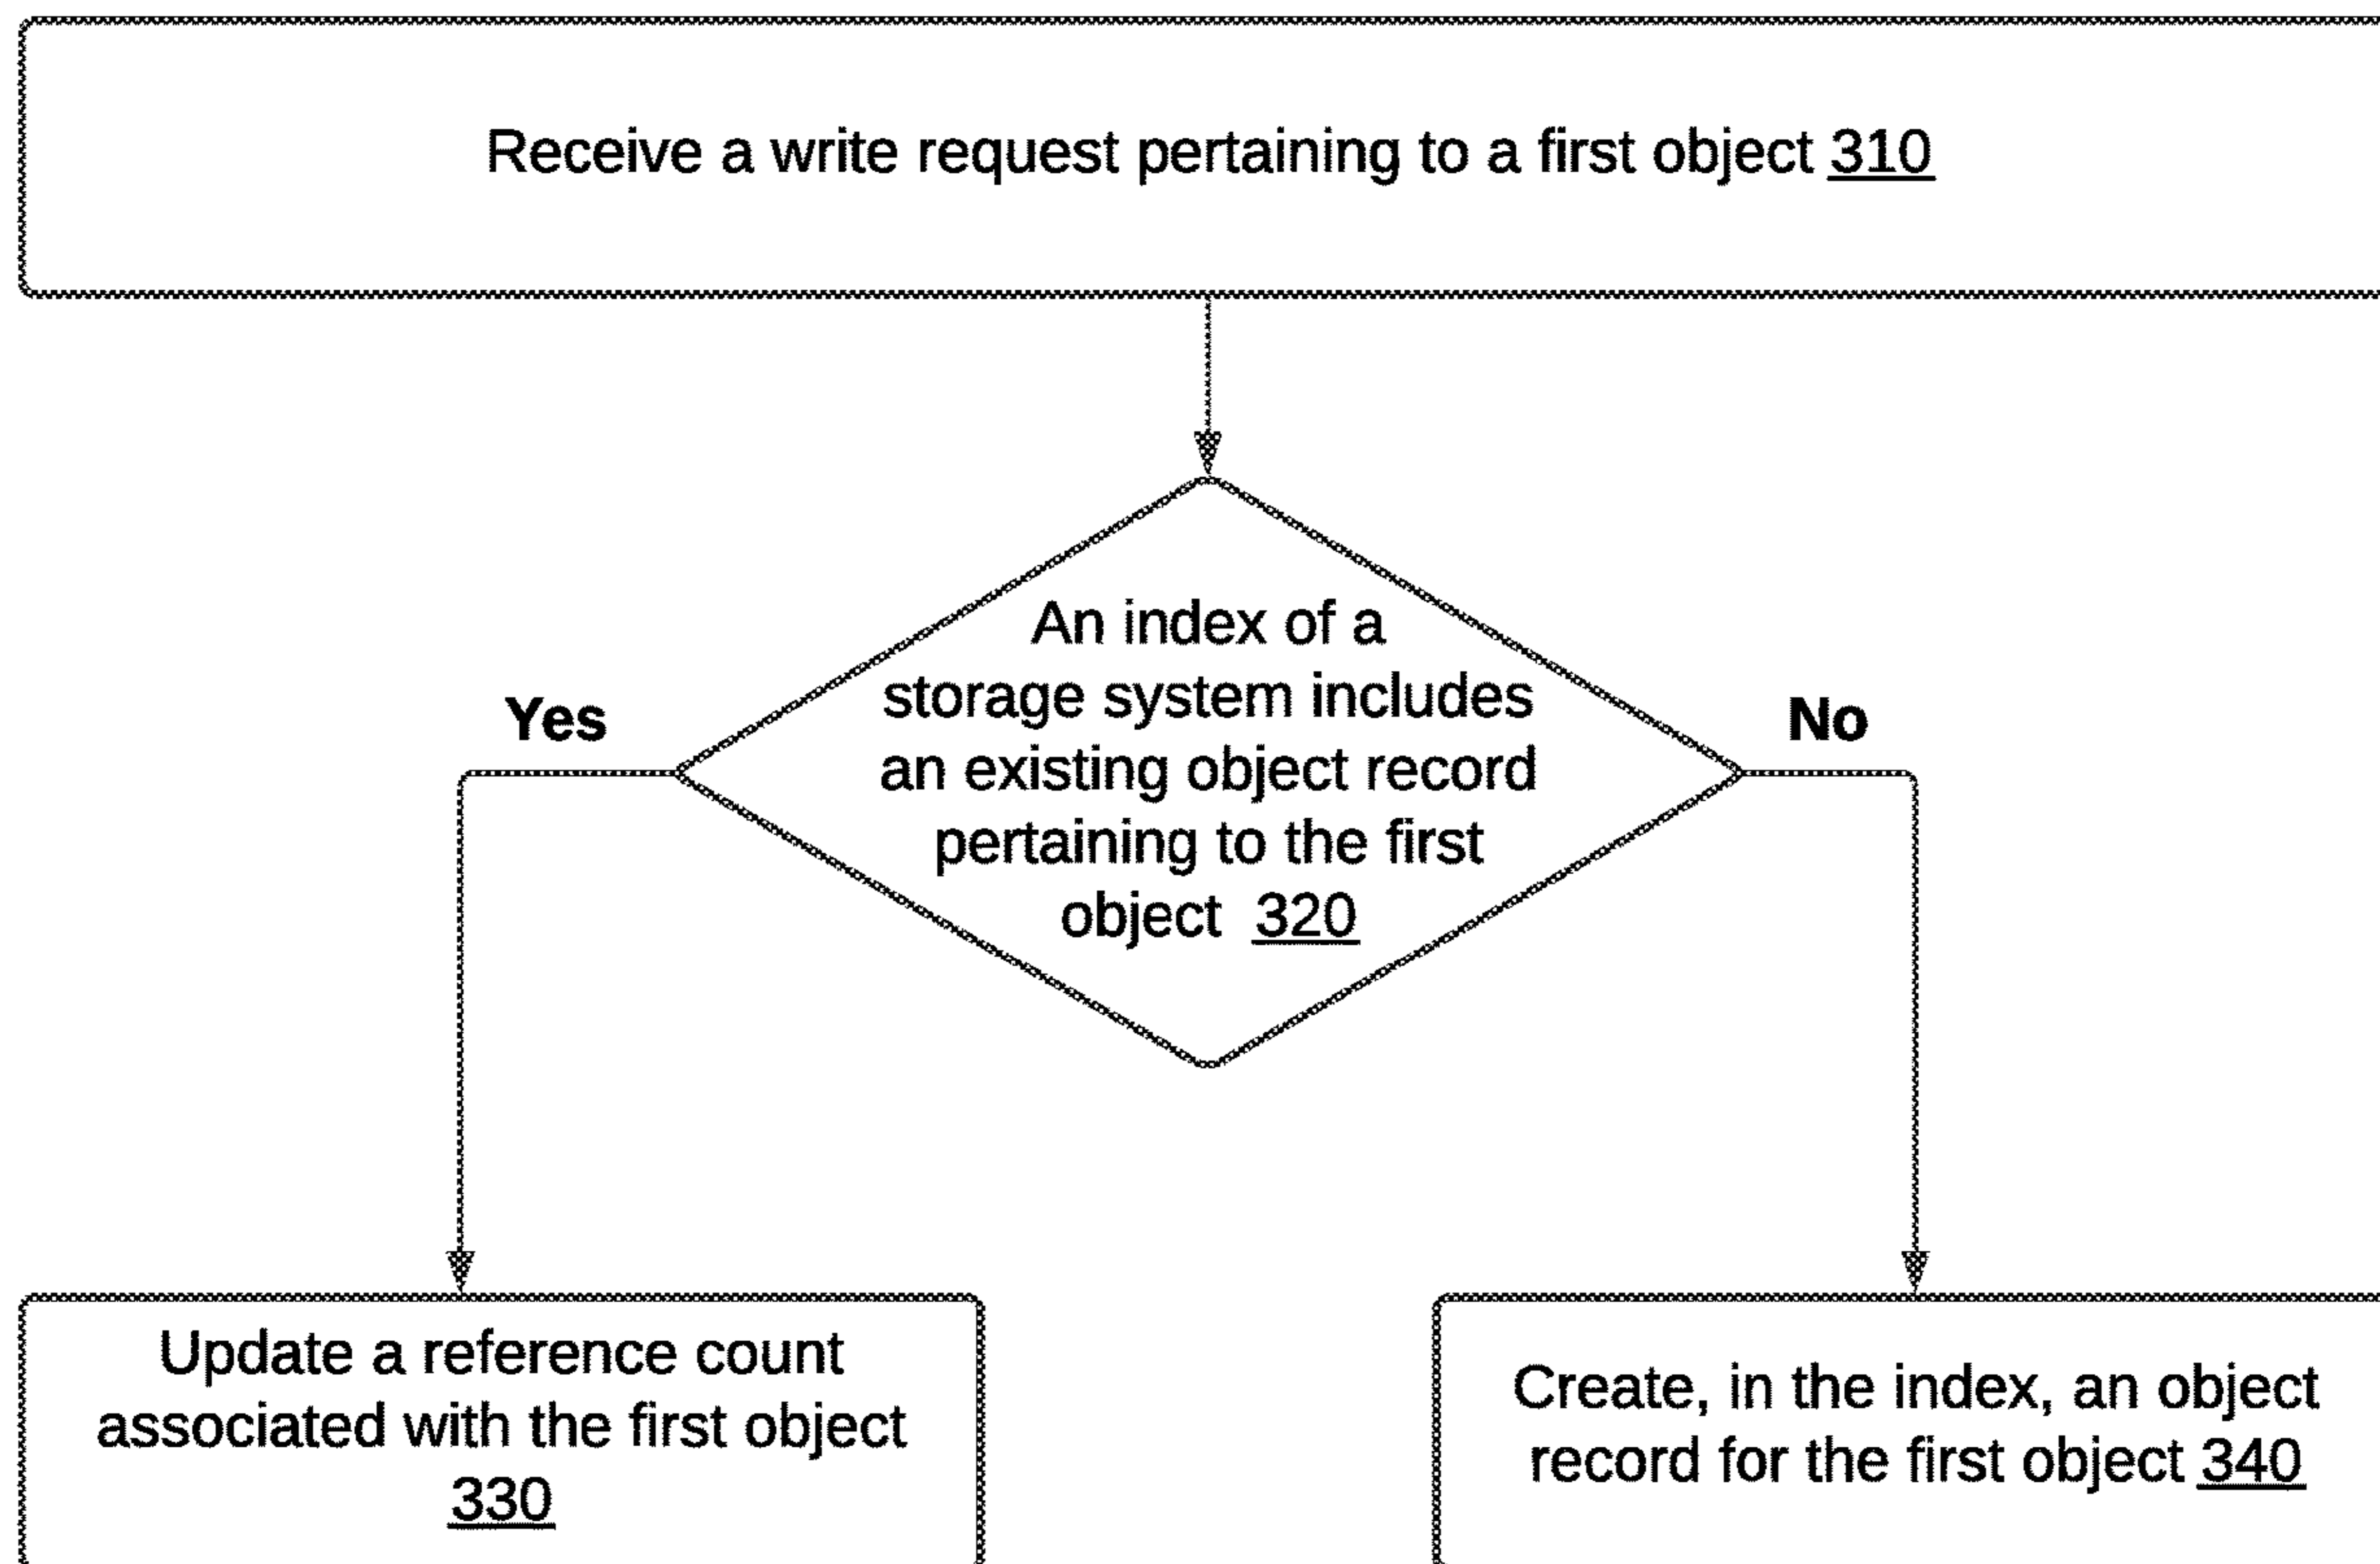 Receive a write request pertaining to a first object 310
An index of a
storage system includes
an existing object record
pertaining to the first
object 320
Yes
No
Update a reference count
associated with the first object
330
Create, in the index, an object
record for the first object 340